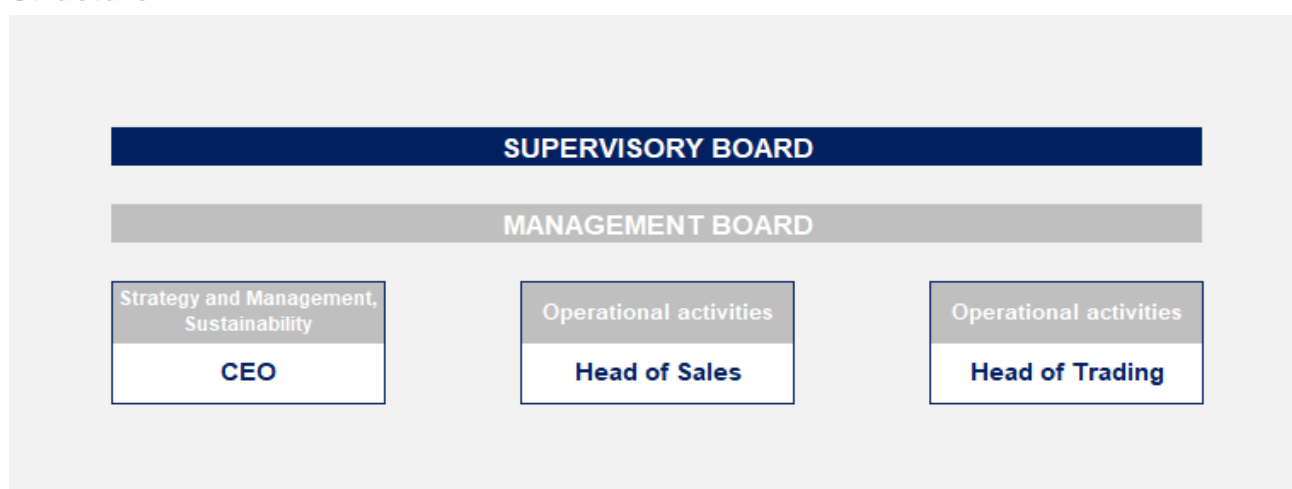 SUPERVISORY BOARD
MANAGEMENT BOARD
Strategy and Management,
Sustainability
CEO
Operational activities
Head of Sales
Operational activities
Head of Trading